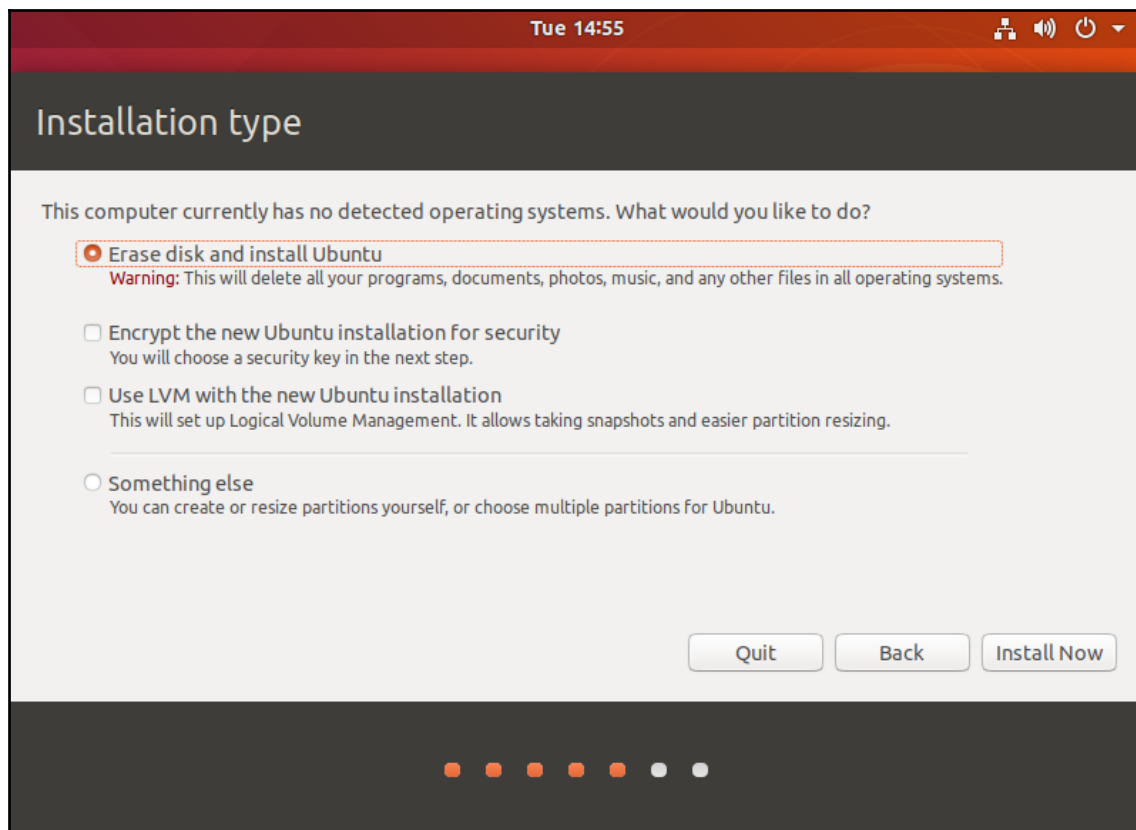 Tue 14:55
Installation type
This computer currently has no detected operating systems. What would you like to do?
Erase disk and install Ubuntu
Warning: This will delete all your programs, documents, photos, music, and any other files in all operating systems.
Encrypt the new Ubuntu installation for security
You will choose a security key in the next step.
Use LVM with the new Ubuntu installation
This will set up Logical Volume Management. It allows taking snapshots and easier partition resizing.
Something else
You can create or resize partitions yourself, or choose multiple partitions for Ubuntu.
Quit Back Install Now